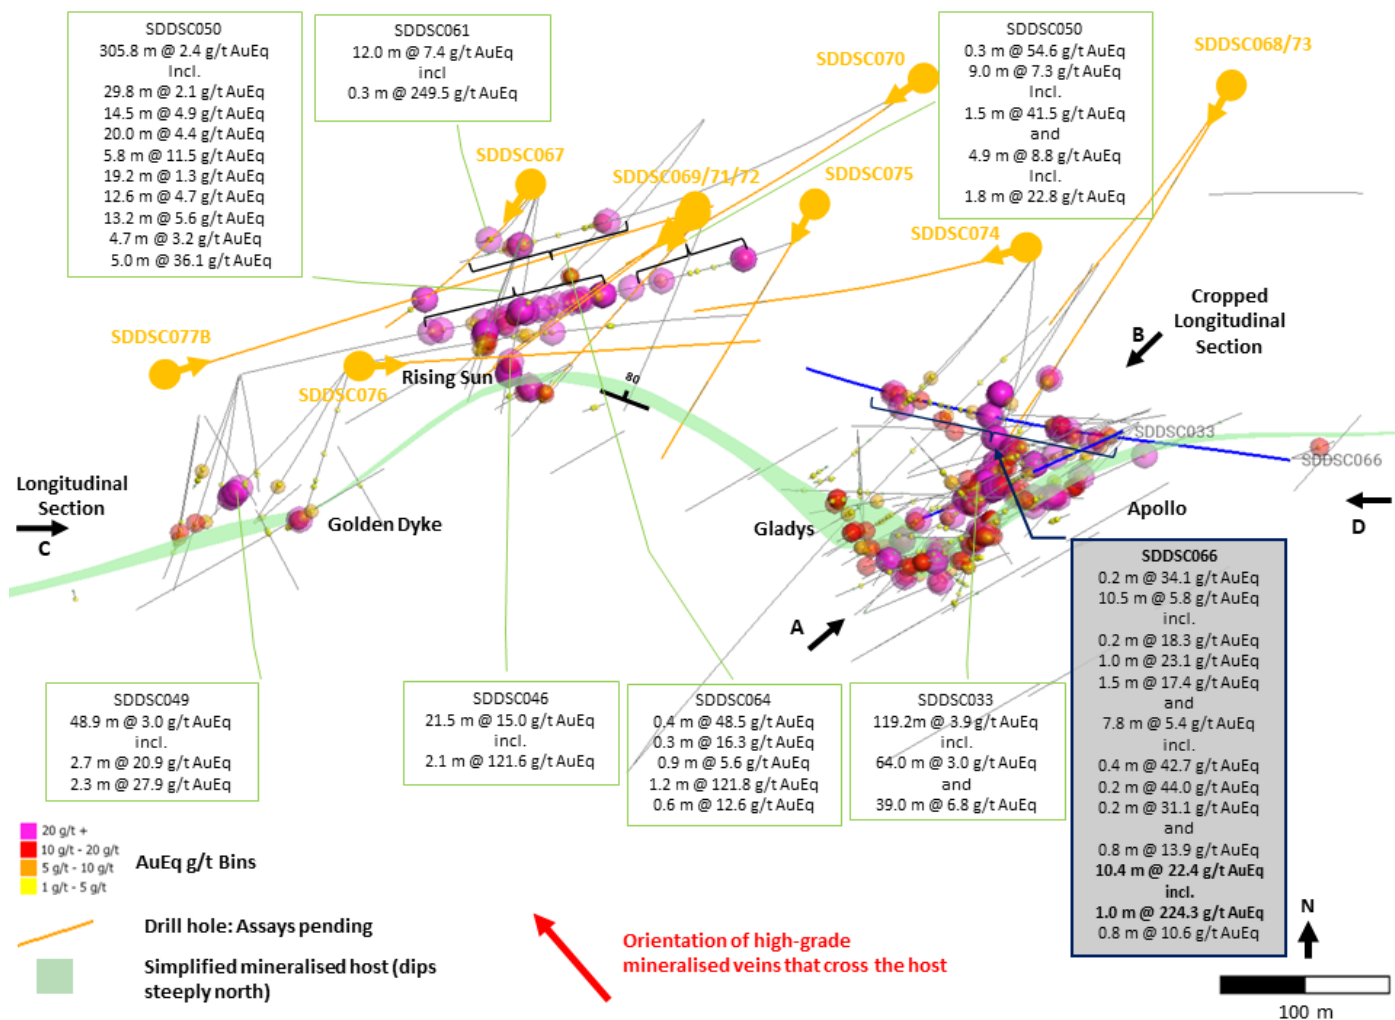 SDDSC050
305.8 m @ 2.4 g/t AuEq
Incl.
29.8 m @ 2.1 g/t AuEq
14.5 m @ 4.9 g/t AuEq
20.0 m @ 4.4 g/t AuEq
5.8 m @ 11.5 g/t AuEq
19.2 m @ 1.3 g/t AuEq
12.6 m @ 4.7 g/t AuEq
13.2 m @ 5.6 g/t AuEq
4.7 m @ 3.2 g/t AuEq
5.0 m @ 36.1 g/t AuEq
SDDSC061
12.0 m @ 7.4 g/t AuEq
incl
0.3 m @ 249.5 g/t AuEq
SDDSC050
0.3 m @ 54.6 g/t AuEq
9.0 m @ 7.3 g/t AuEq
Incl.
1.5 m @ 41.5 g/t AuEq
and
4.9 m @ 8.8 g/t AuEq
Incl.
1.8 m @ 22.8 g/t AuEq
SDDSC070
SDDSC068/73
SDDSC067
SDDSC069/71/72
SDDSC075
SDDSC074
SDDSC077B
SDDSC076
Rising Sun
80
B
Cropped
Longitudinal
Section
SDDSC033
SDDSC066
Longitudinal
Section
C
Golden Dyke
Gladys
Apollo
D
A
SDDSC049
48.9 m @ 3.0 g/t AuEq
incl.
2.7 m @ 20.9 g/t AuEq
2.3 m @ 27.9 g/t AuEq
SDDSC046
21.5 m @ 15.0 g/t AuEq
incl.
2.1 m @ 121.6 g/t AuEq
SDDSC064
0.4 m @ 48.5 g/t AuEq
0.3 m @ 16.3 g/t AuEq
0.9 m @ 5.6 g/t AuEq
1.2 m @ 121.8 g/t AuEq
0.6 m @ 12.6 g/t AuEq
SDDSC033
119.2m @ 3.9 g/t AuEq
incl.
64.0 m @ 3.0 g/t AuEq
and
39.0 m @ 6.8 g/t AuEq
SDDSC066
0.2 m @ 34.1 g/t AuEq
10.5 m @ 5.8 g/t AuEq
incl.
0.2 m @ 18.3 g/t AuEq
1.0 m @ 23.1 g/t AuEq
1.5 m @ 17.4 g/t AuEq
and
7.8 m @ 5.4 g/t AuEq
incl.
0.4 m @ 42.7 g/t AuEq
0.2 m @ 44.0 g/t AuEq
0.2 m @ 31.1 g/t AuEq
and
0.8 m @ 13.9 g/t AuEq
10.4 m @ 22.4 g/t AuEq
incl.
1.0 m @ 224.3 g/t AuEq
0.8 m @ 10.6 g/t AuEq
20 g/t +
10 g/t - 20 g/t
5 g/t - 10 g/t
1 g/t - 5 g/t
AuEq g/t Bins
Drill hole: Assays pending
Simplified mineralised host (dips
steeply north)
Orientation of high-grade
mineralised veins that cross the host
N
100 m